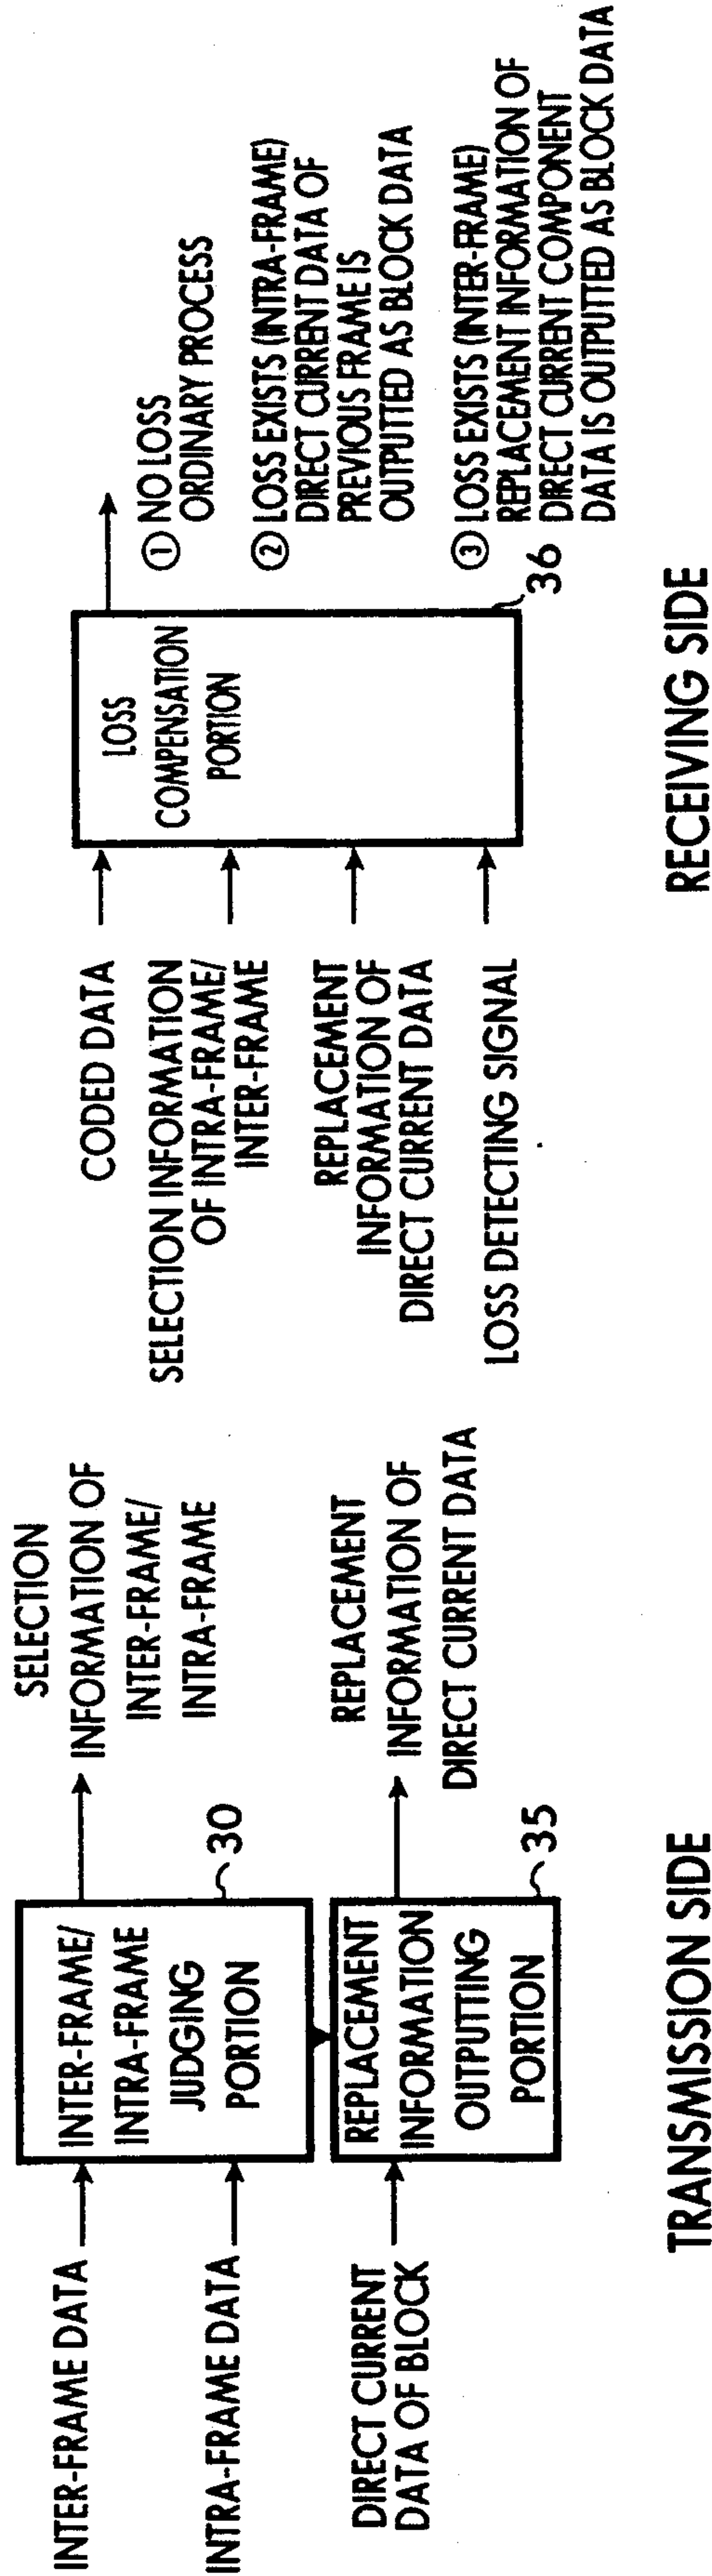 INTER-FRAME DATA
INTRA-FRAME DATA
DIRECT CURRENT
DATA OF BLOCK
INTER-FRAME/
INTRA-FRAME
JUDGING
PORTION
30
REPLACEMENT
INFORMATION
OUTPUTTING
PORTION
35
SELECTION
INFORMATION OF
INTER-FRAME/
INTRA-FRAME
REPLACEMENT
INFORMATION OF
DIRECT CURRENT DATA
TRANSMISSION SIDE
CODED DATA
SELECTION INFORMATION
OF INTRA-FRAME/
INTER-FRAME
REPLACEMENT
INFORMATION OF
DIRECT CURRENT DATA
LOSS DETECTING SIGNAL
LOSS
COMPENSATION
PORTION
36
① NO LOSS
ORDINARY PROCESS
② LOSS EXISTS (INTRA-FRAME)
DIRECT CURRENT DATA OF
PREVIOUS FRAME IS
OUTPUTTED AS BLOCK DATA
③ LOSS EXISTS (INTER-FRAME)
REPLACEMENT INFORMATION OF
DIRECT CURRENT COMPONENT
DATA IS OUTPUTTED AS BLOCK DATA
RECEIVING SIDE